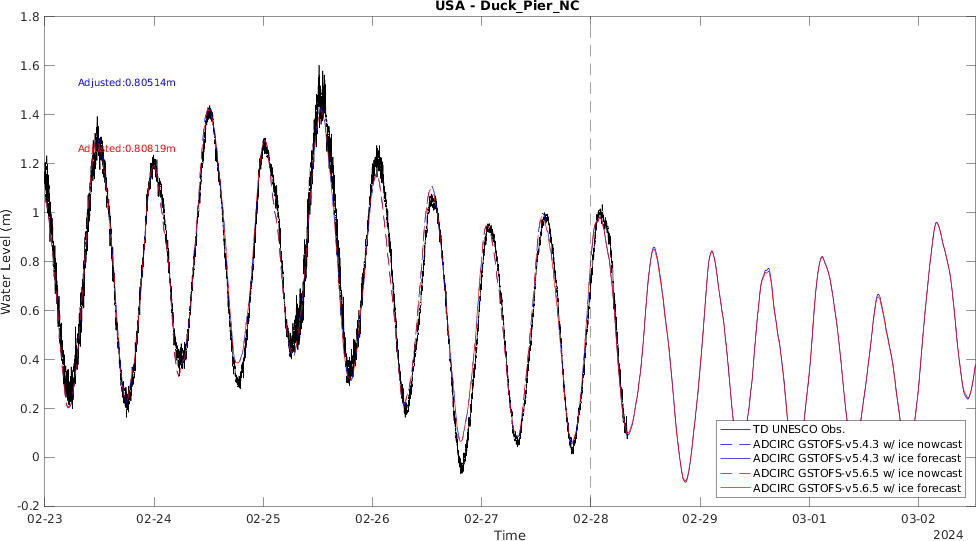 USA - Duck_Pier_NC
1.8
1.6
1.4
1.2
1
0.8
0.6
0.4
0.2
0
-0.2
Water Level (m)
Adjusted:0.80514m
Adjusted:0.80819m
TD UNESCO Obs.
ADCIRC GSTOFS-v5.4.3 w/ ice nowcast
ADCIRC GSTOFS-v5.4.3 w/ ice forecast
ADCIRC GSTOFS-v5.6.5 w/ ice nowcast
ADCIRC GSTOFS-v5.6.5 w/ ice forecast
02-23 02-24 02-25 02-26 02-27 02-28 02-29 03-01 03-02
Time
2024